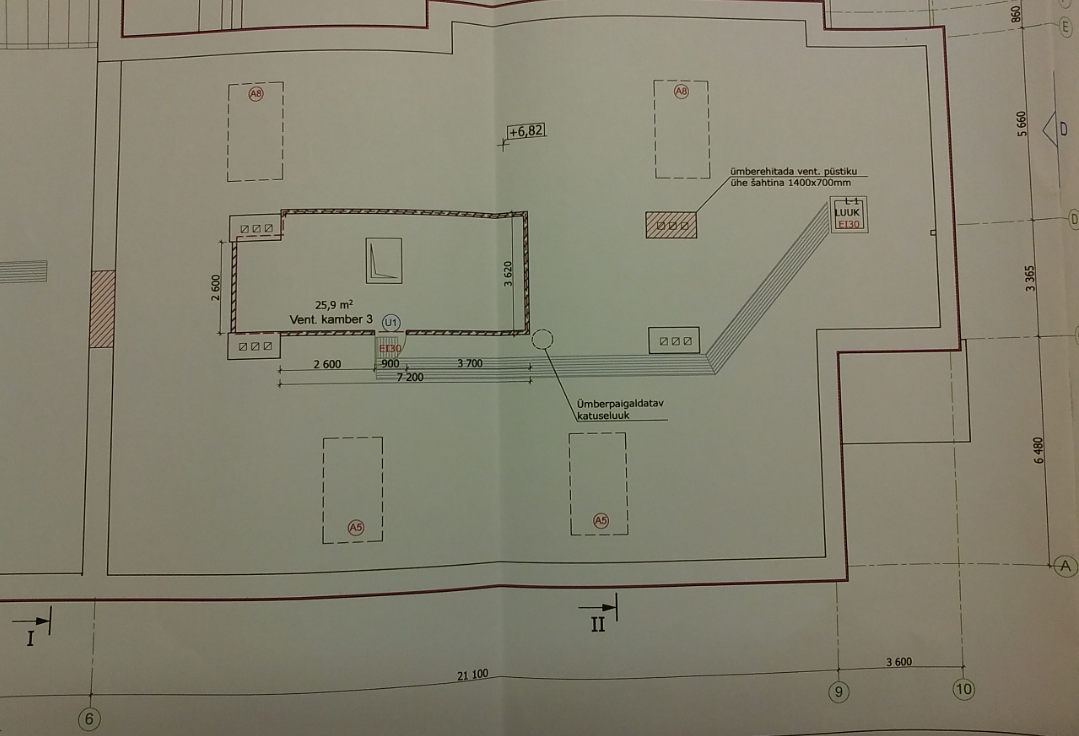 860
E
A8
A8
+6,82
5 660
D
ümberehitada vent. püstiku
ühe šahtina 1400x700mm
L-1
LUUK
EI30
D
2 600
3 620
3 365
25,9 m²
Vent. kamber 3
U1
EI30
2 600
900
3 700
7 200
Ümberpaigaldatav
katuseluuk
6 480
A5
A5
A
I
II
21 100
3 600
6
9
10